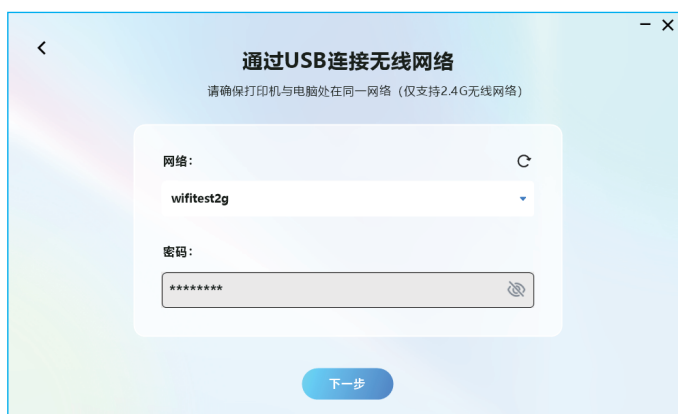 通过USB连接无线网络
请确保打印机与电脑处在同一网络（仅支持2.4G无线网络）
网络：
wifitest2g
密码：
********
下一步